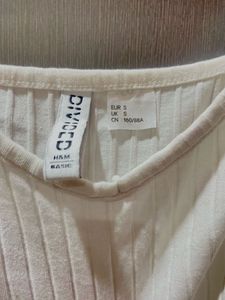 DIVIDED
H&M
BASIC
EUR S
UK S
CN 160/88A